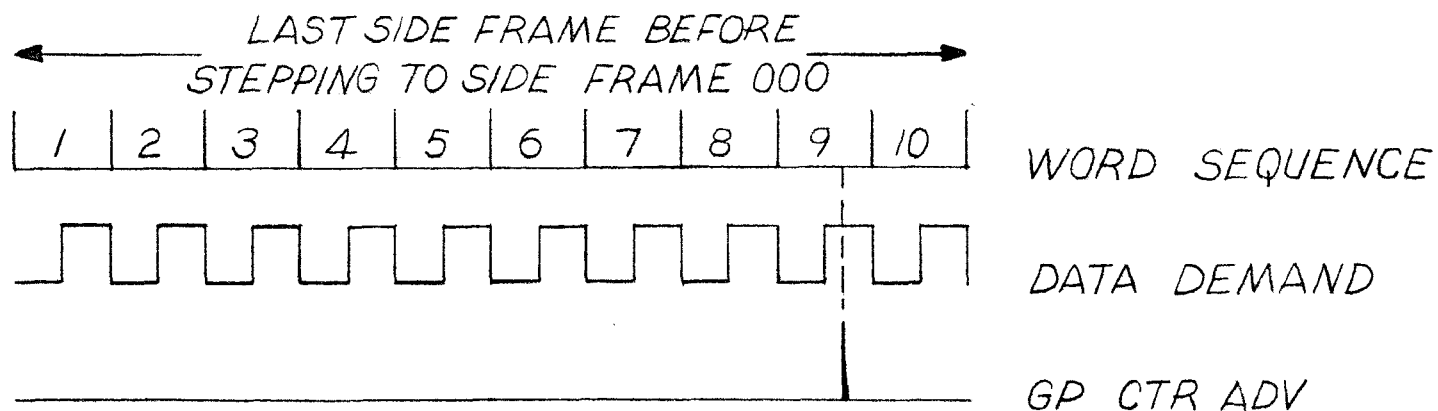 LAST SIDE FRAME BEFORE
STEPPING TO SIDE FRAME 000
1 2 3 4 5 6 7 8 9 10 WORD SEQUENCE
DATA DEMAND
GP CTR ADV